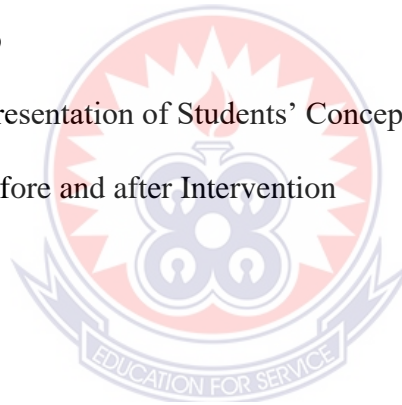 resentation of Students' Concep
fore and after Intervention
EDUCATION FOR SERVICE